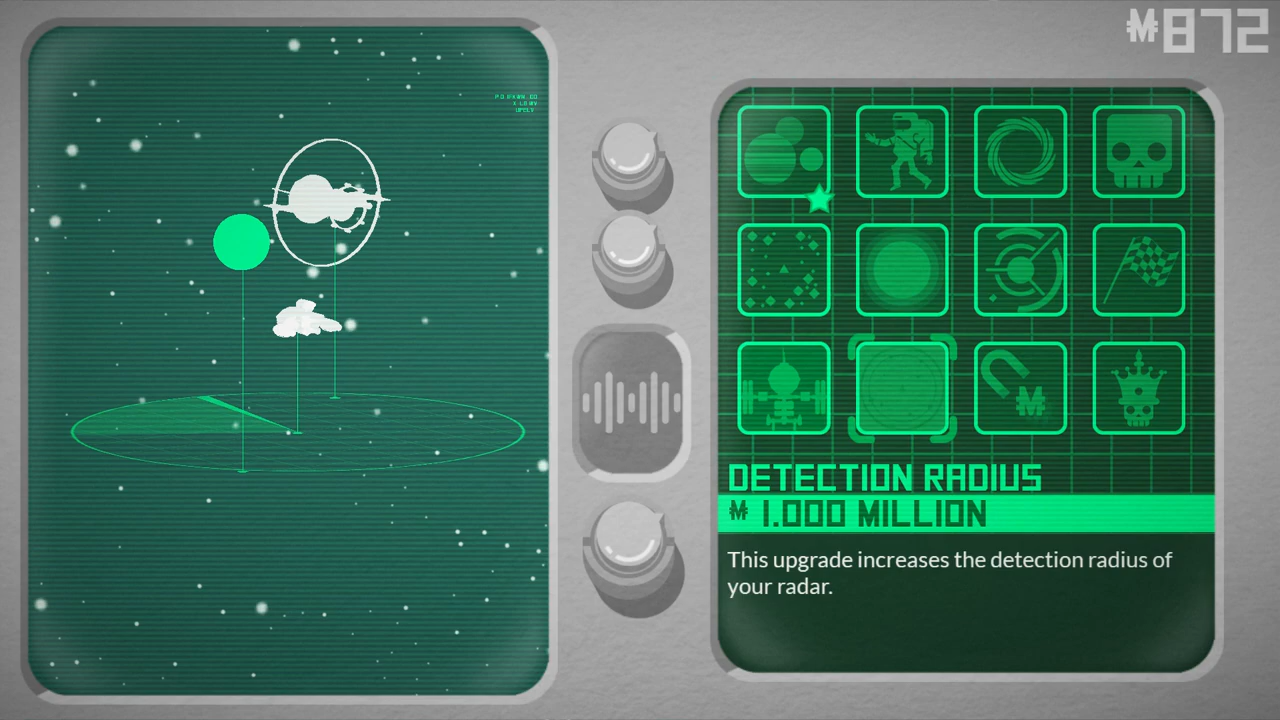 ₥872
DETECTION RADIUS
₥ 1.000 MILLION
This upgrade increases the detection radius of
your radar.